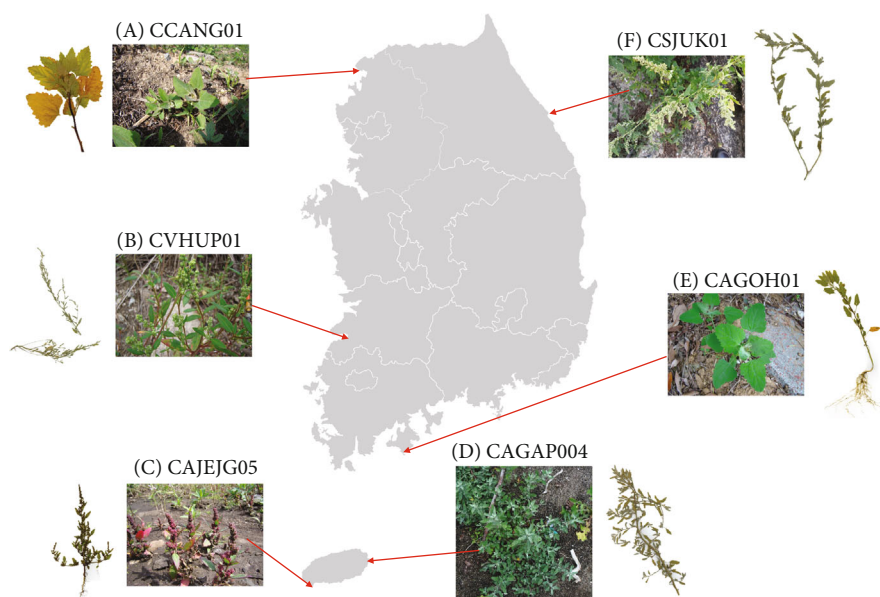 (A) CCANG01
(F) CSJUK01
(B) CVHUP01
(E) CAGOH01
(C) CAJEJG05
(D) CAGAP004